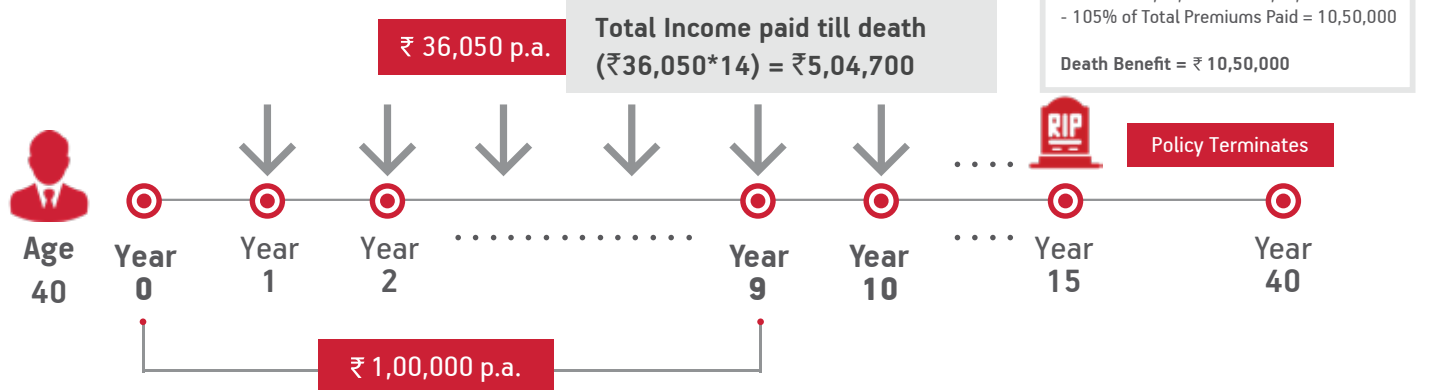 - 105% of Total Premiums Paid = 10,50,000
Death Benefit = ₹ 10,50,000
₹ 36,050 p.a.
Total Income paid till death
(₹36,050*14) = ₹5,04,700
RIP
Policy Terminates
Age
40
Year
0
Year
1
Year
2
Year
9
Year
10
Year
15
Year
40
₹ 1,00,000 p.a.